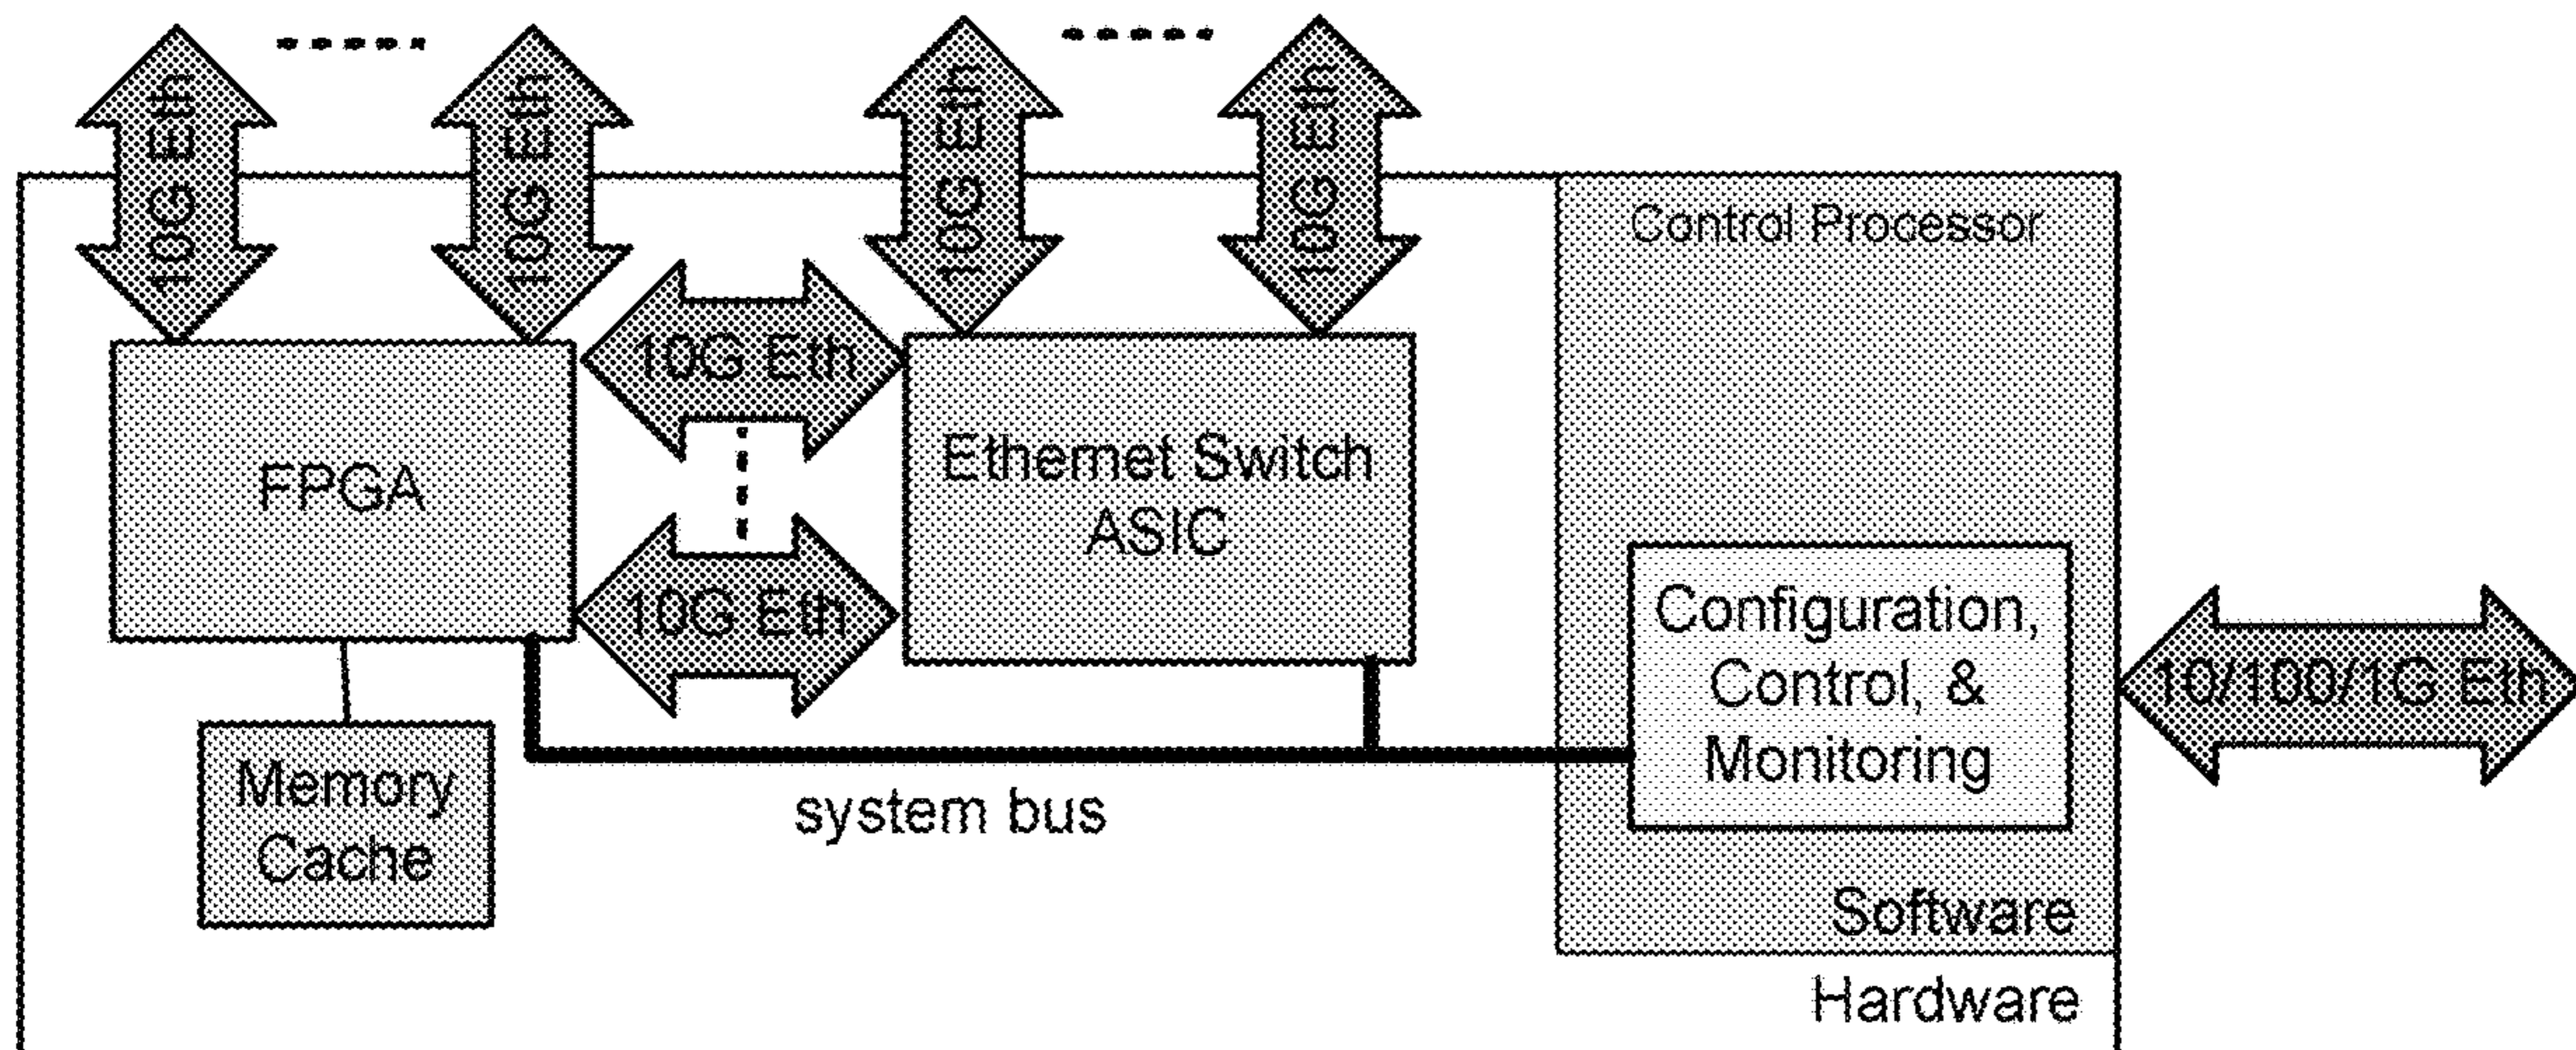 10G Eth
10G Eth
10G Eth
10G Eth
Control Processor
10G Eth
FPGA
Ethernet Switch
ASIC
10G Eth
Configuration,
Control, &
Monitoring
10/100/1G Eth
Memory
Cache
system bus
Software
Hardware